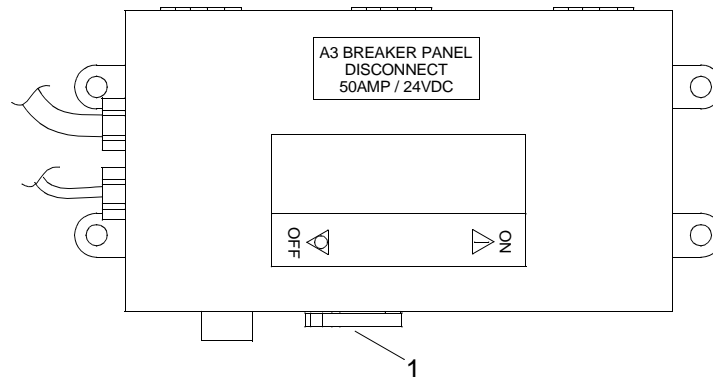 A3 BREAKER PANEL
DISCONNECT
50AMP / 24VDC
OFF
ON
1